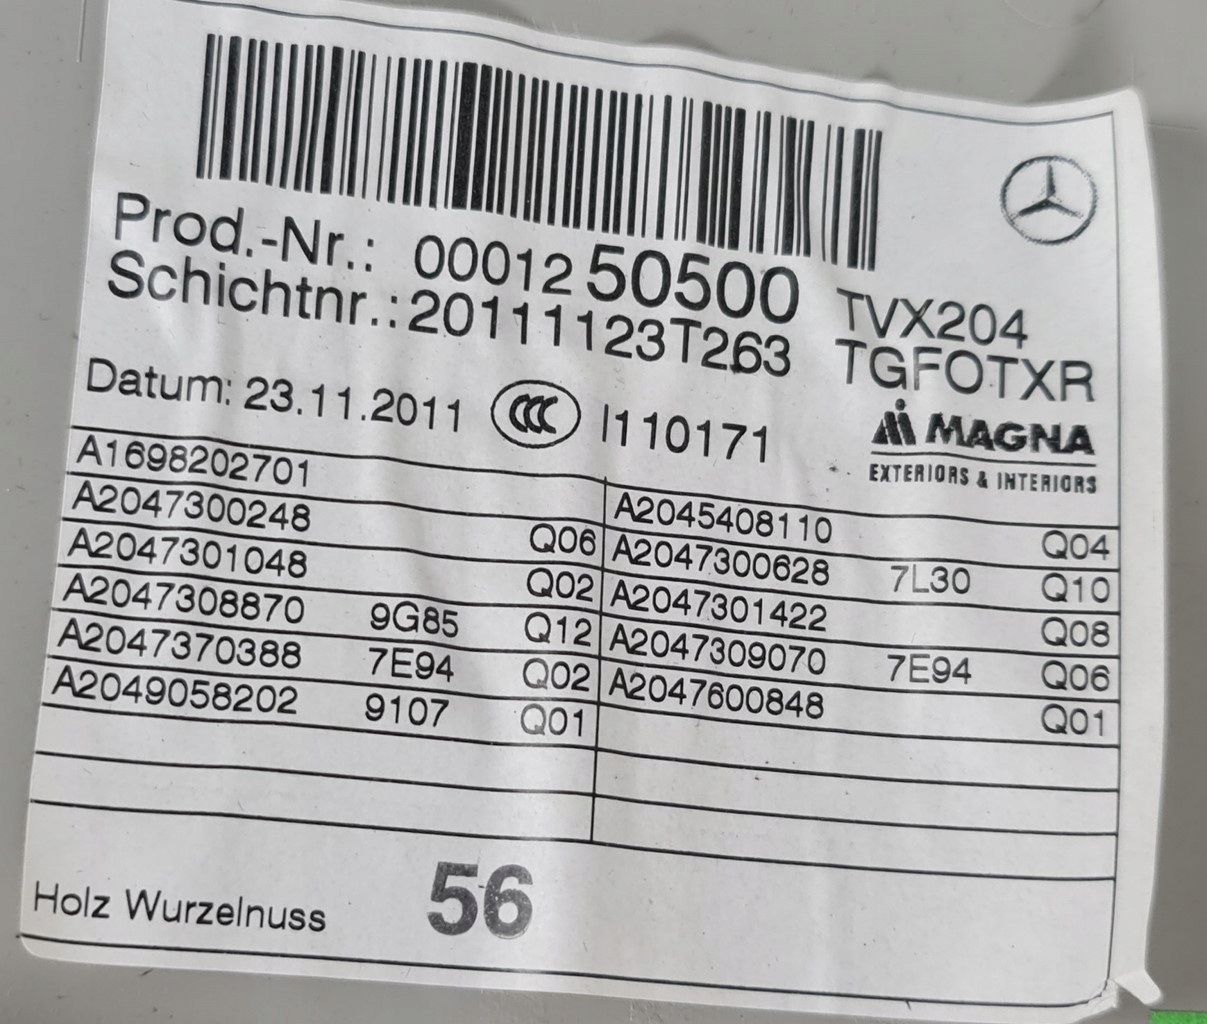 Prod.-Nr.: 0001250500 TVX204
Schichtnr.:20111123T263 TGFOTXR
Datum: 23.11.2011 CCC I110171 MAGNA
EXTERIORS & INTERIORS
A1698202701 A2045408110 Q04
A2047300248 Q06 A2047300628 7L30 Q10
A2047301048 Q02 A2047301422 Q08
A2047308870 9G85 Q12 A2047309070 7E94 Q06
A2047370388 7E94 Q02 A2047600848 Q01
A2049058202 9107 Q01
Holz Wurzelnuss 56